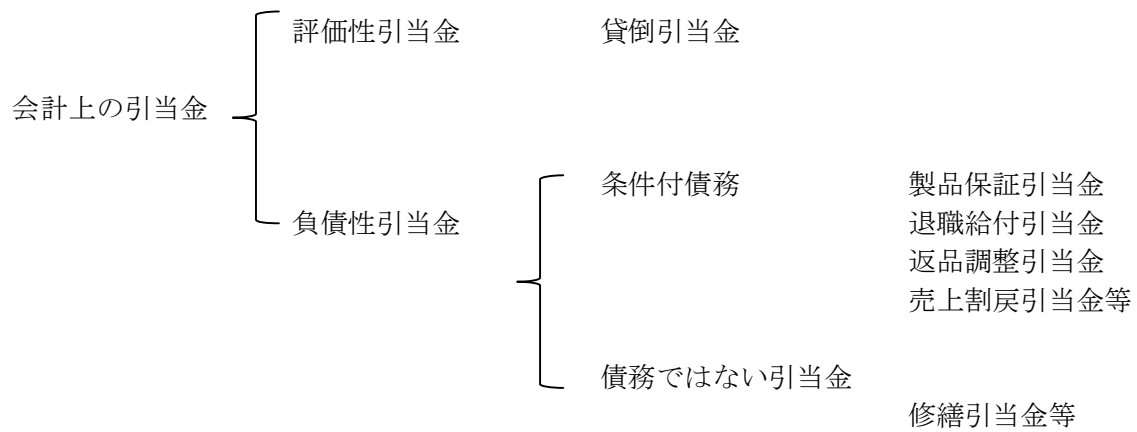 評価性引当金 貸倒引当金
会計上の引当金
条件付債務 製品保証引当金
負債性引当金 退職給付引当金
返品調整引当金
売上割戻引当金等
債務ではない引当金
修繕引当金等